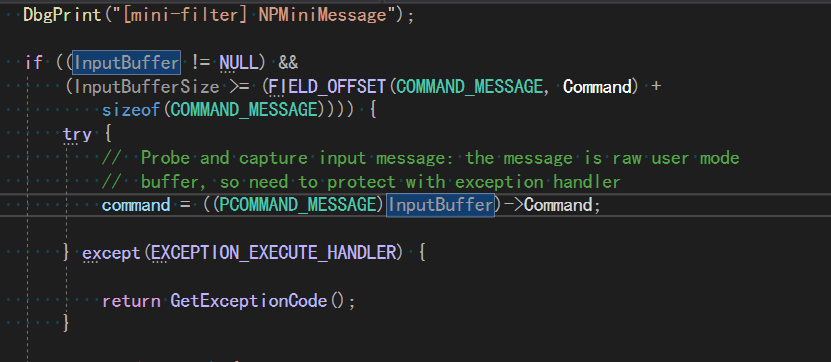 DbgPrint("[mini-filter] NPMiniMessage");
if ((InputBuffer != NULL) &&
(InputBufferSize >= (FIELD_OFFSET(COMMAND_MESSAGE, Command) +
sizeof(COMMAND_MESSAGE)))) {
try {
// Probe and capture input message: the message is raw user mode
// buffer, so need to protect with exception handler
command = ((PCOMMAND_MESSAGE)InputBuffer)->Command;
} except(EXCEPTION_EXECUTE_HANDLER) {
return GetExceptionCode();
}